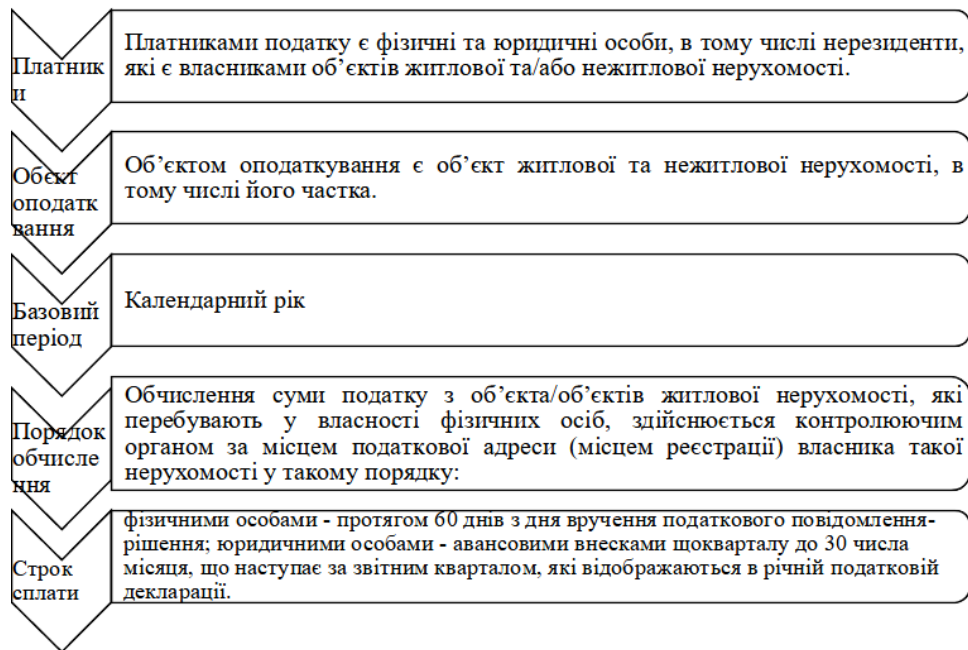 Платник
и
Платниками податку є фізичні та юридичні особи, в тому числі нерезиденти,
які є власниками об’єктів житлової та/або нежитлової нерухомості.
Обєкт
оподатк
вання
Об’єктом оподаткування є об’єкт житлової та нежитлової нерухомості, в
тому числі його частка.
Базовий
період
Календарний рік
Порядок
обчисле
ння
Обчислення суми податку з об’єкта/об’єктів житлової нерухомості, які
перебувають у власності фізичних осіб, здійснюється контролюючим
органом за місцем податкової адреси (місцем реєстрації) власника такої
нерухомості у такому порядку:
Строк
сплати
фізичними особами - протягом 60 днів з дня вручення податкового повідомлення-
рішення; юридичними особами - авансовими внесками щокварталу до 30 числа
місяця, що наступає за звітним кварталом, які відображаються в річній податковій
декларації.